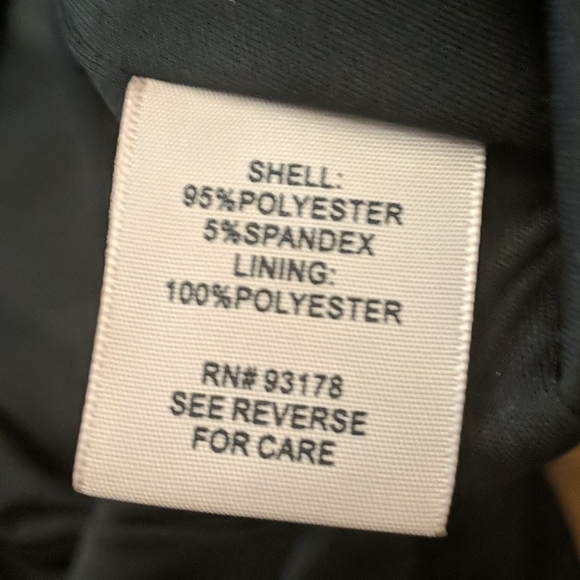 SHELL:
95%POLYESTER
5%SPANDEX
LINING:
100%POLYESTER
RN# 93178
SEE REVERSE
FOR CARE